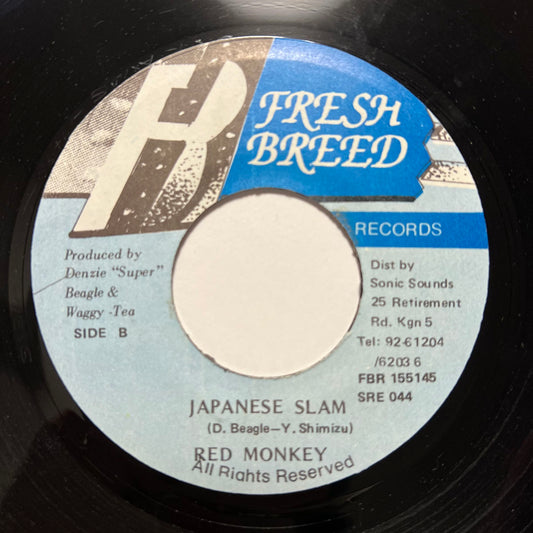 FR
FRESH
BREED
RECORDS
Produced by
Denzie "Super"
Beagle &
Waggy -Tea
SIDE B
Dist by
Sonic Sounds
25 Retirement
Rd. Kgn 5
Tel: 92-61204
/62036
FBR 155145
SRE 044
JAPANESE SLAM
(D. Beagle—Y. Shimizu)
RED MONKEY
All Rights Reserved